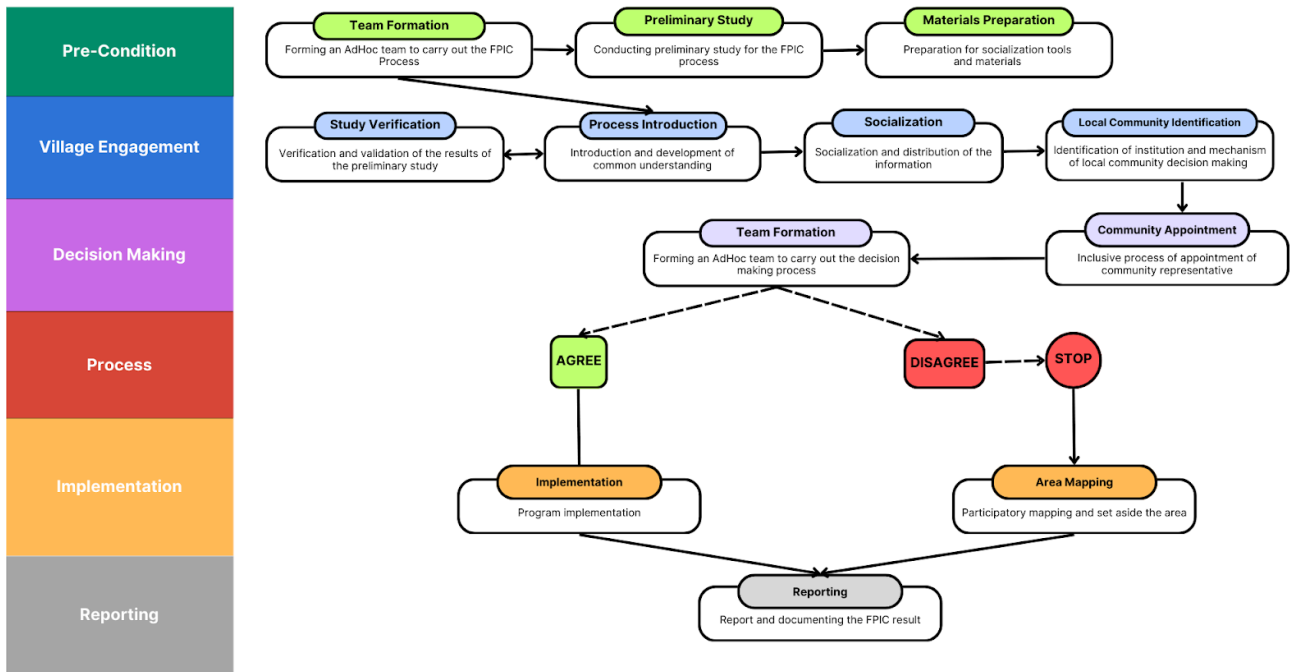 Pre-Condition
Team Formation
Forming an AdHoc team to carry out the FPIC
Process
Preliminary Study
Conducting preliminary study for the FPIC
process
Materials Preparation
Preparation for socialization tools
and materials
Village Engagement
Study Verification
Verification and validation of the results of
the preliminary study
Process Introduction
Introduction and development of
common understanding
Socialization
Socialization and distribution of the
information
Local Community Identification
Identification of institution and mechanism
of local community decision making
Decision Making
Team Formation
Forming an AdHoc team to carry out the decision
making process
Community Appointment
Inclusive process of appointment of
community representative
Process
AGREE
DISAGREE
STOP
Implementation
Implementation
Program implementation
Area Mapping
Participatory mapping and set aside the area
Reporting
Reporting
Report and documenting the FPIC result